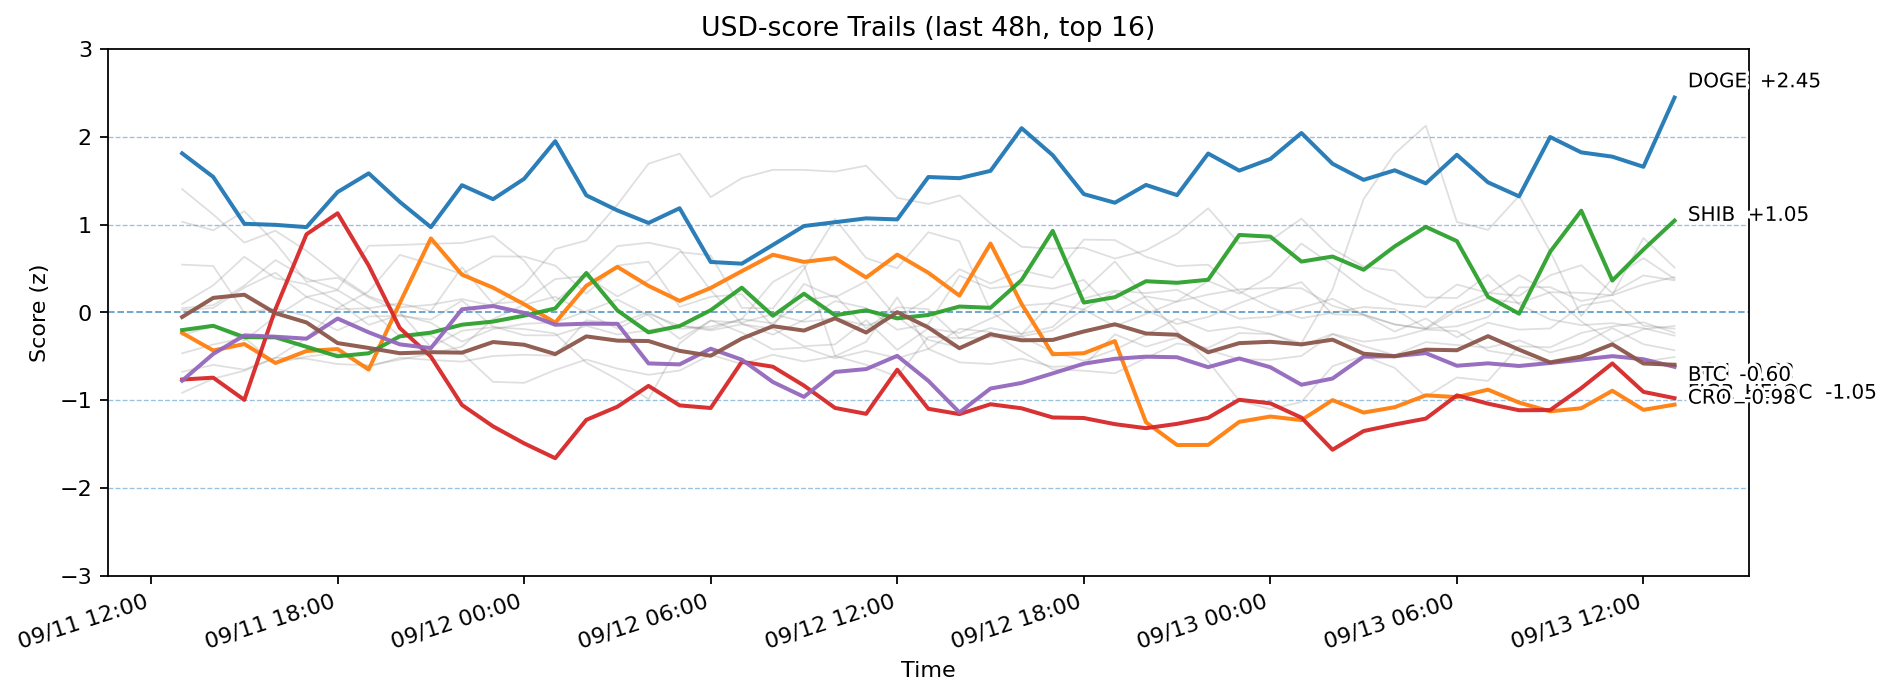 USD-score Trails (last 48h, top 16)
Score (z)
3
2
1
0
−1
−2
−3
DOGE +2.45
SHIB +1.05
BTC -0.60
C -1.05
CRO -0.98
09/11 12:00
09/11 18:00
09/12 00:00
09/12 06:00
09/12 12:00
09/12 18:00
09/13 00:00
09/13 06:00
09/13 12:00
Time